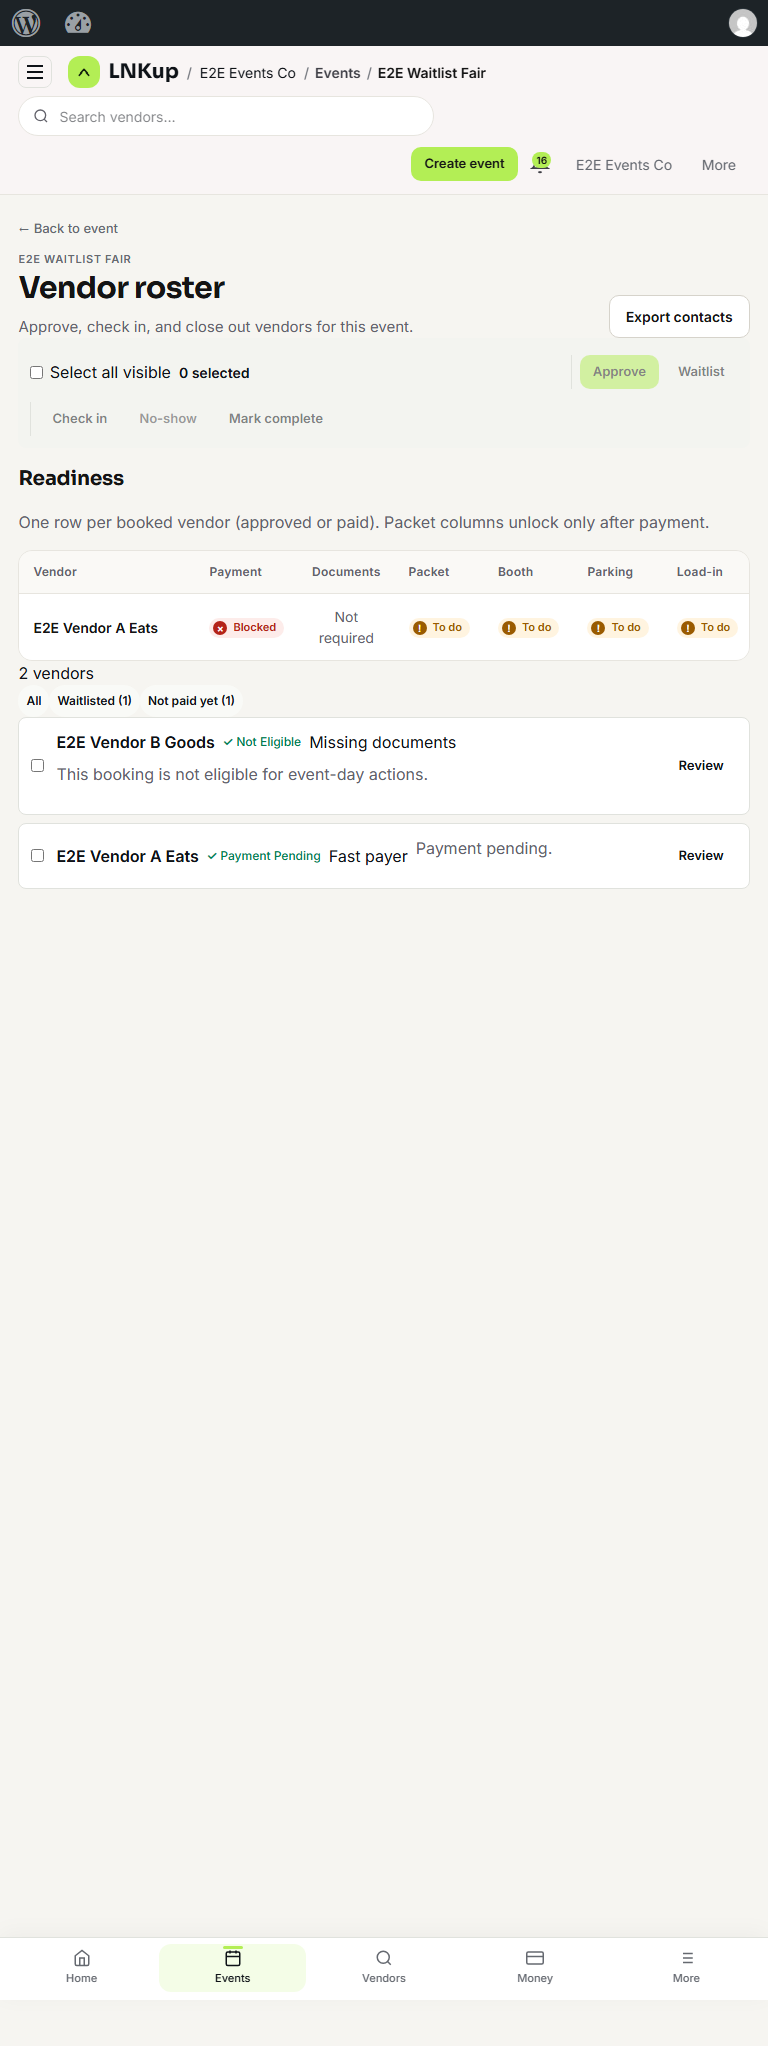 LNKup / E2E Events Co / Events / E2E Waitlist Fair
Search vendors...
Create event 16 E2E Events Co More
← Back to event
E2E WAITLIST FAIR
Vendor roster
Approve, check in, and close out vendors for this event.
Export contacts
Select all visible 0 selected Approve Waitlist
Check in No-show Mark complete
Readiness
One row per booked vendor (approved or paid). Packet columns unlock only after payment.
Vendor Payment Documents Packet Booth Parking Load-in
E2E Vendor A Eats Blocked Not required To do To do To do To do
2 vendors
All Waitlisted (1) Not paid yet (1)
E2E Vendor B Goods ✓ Not Eligible Missing documents
This booking is not eligible for event-day actions.
Review
E2E Vendor A Eats ✓ Payment Pending Fast payer Payment pending. Review
Home Events Vendors Money More